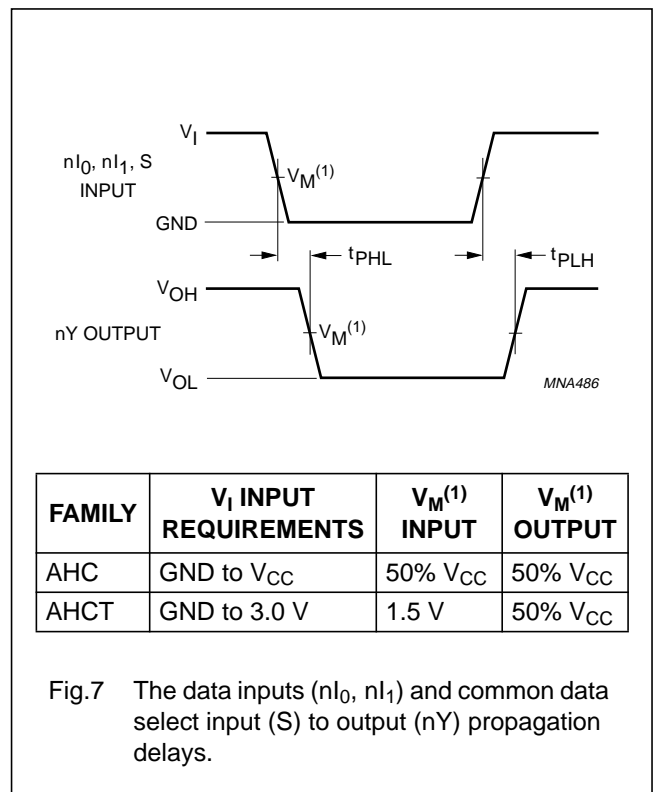 V_I
nI_0, nI_1, S
INPUT
V_M^(1)
GND
t_PHL
t_PLH
V_OH
nY OUTPUT
V_M^(1)
V_OL
MNA486
FAMILY V_I INPUT REQUIREMENTS V_M^(1) INPUT V_M^(1) OUTPUT
AHC GND to V_CC 50% V_CC 50% V_CC
AHCT GND to 3.0 V 1.5 V 50% V_CC
Fig.7 The data inputs (nI_0, nI_1) and common data
select input (S) to output (nY) propagation
delays.